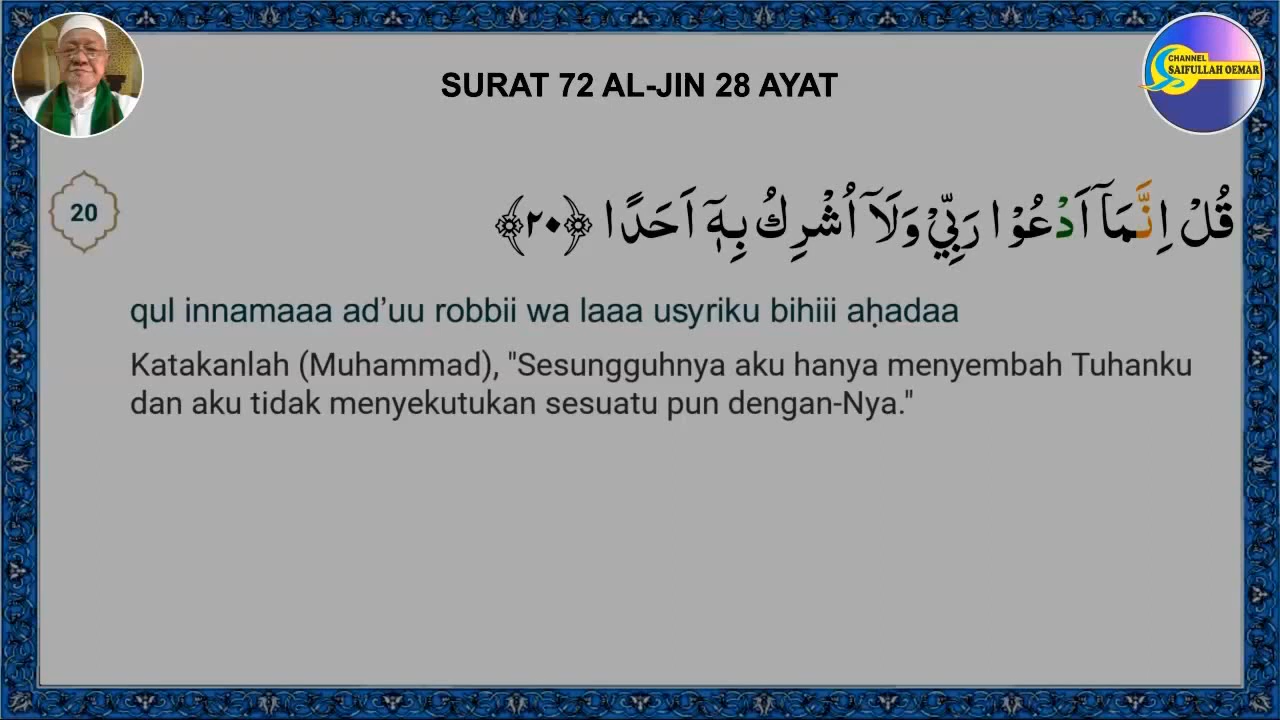 CHANNEL
SAIFULLAH OEMAR
SURAT 72 AL-JIN 28 AYAT
20
قُلْ اِنَّمَآ اَدْعُوْا رَبِّيْ وَلَآ اُشْرِكُ بِهٖٓ اَحَدًا ﴿٢٠﴾
qul innamaaa ad’uu robbii wa laaa usyriku bihiii aḥadaa
Katakanlah (Muhammad), "Sesungguhnya aku hanya menyembah Tuhanku
dan aku tidak menyekutukan sesuatu pun dengan-Nya."